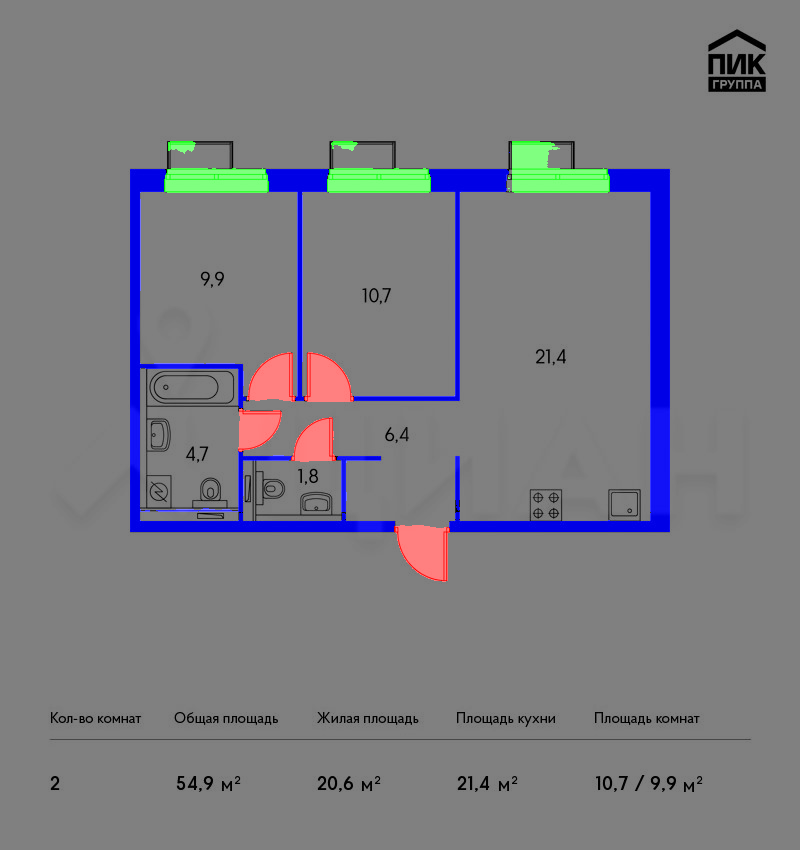 ПИК
ГРУППА
9,9
10,7
21,4
6,4
4,7
1,8
Кол-во комнат Общая площадь Жилая площадь Площадь кухни Площадь комнат
2 54,9 м² 20,6 м² 21,4 м² 10,7 / 9,9 м²